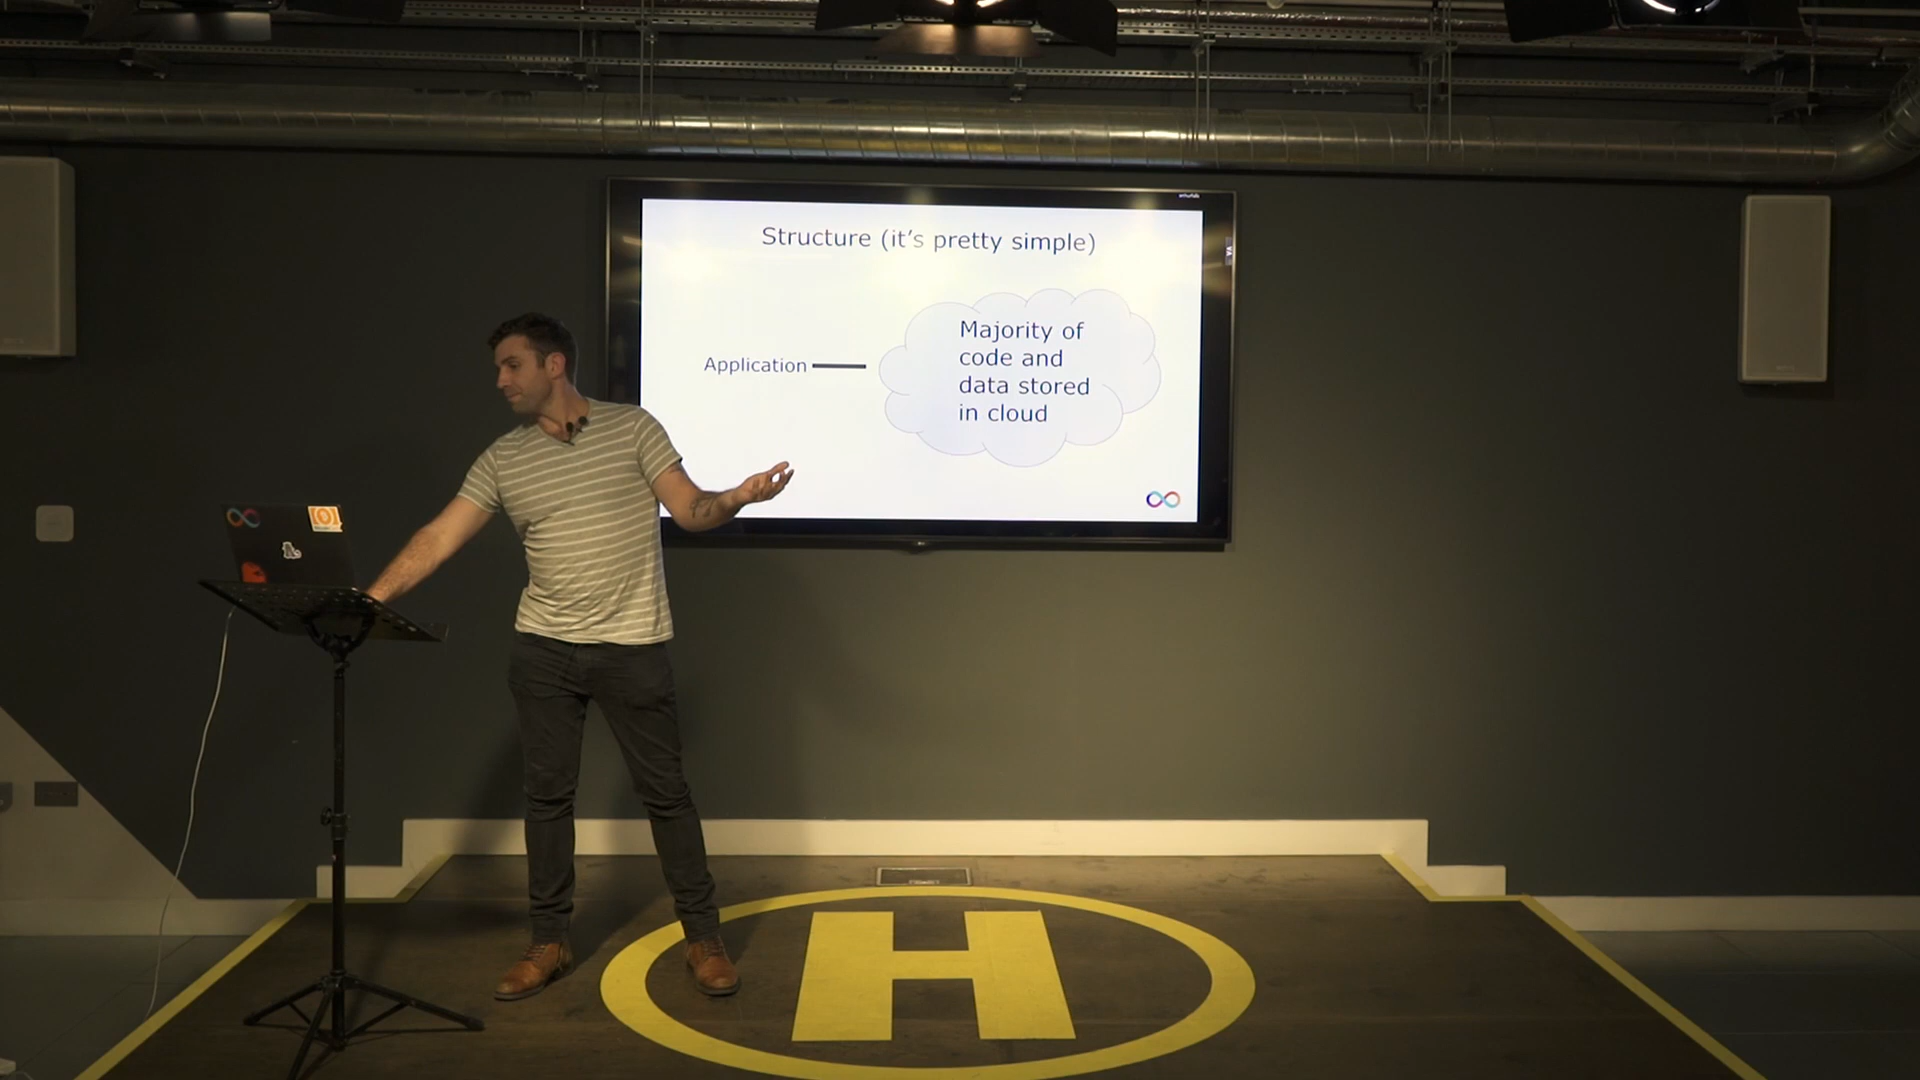 Structure (it's pretty simple)
Application
Majority of
code and
data stored
in cloud
H